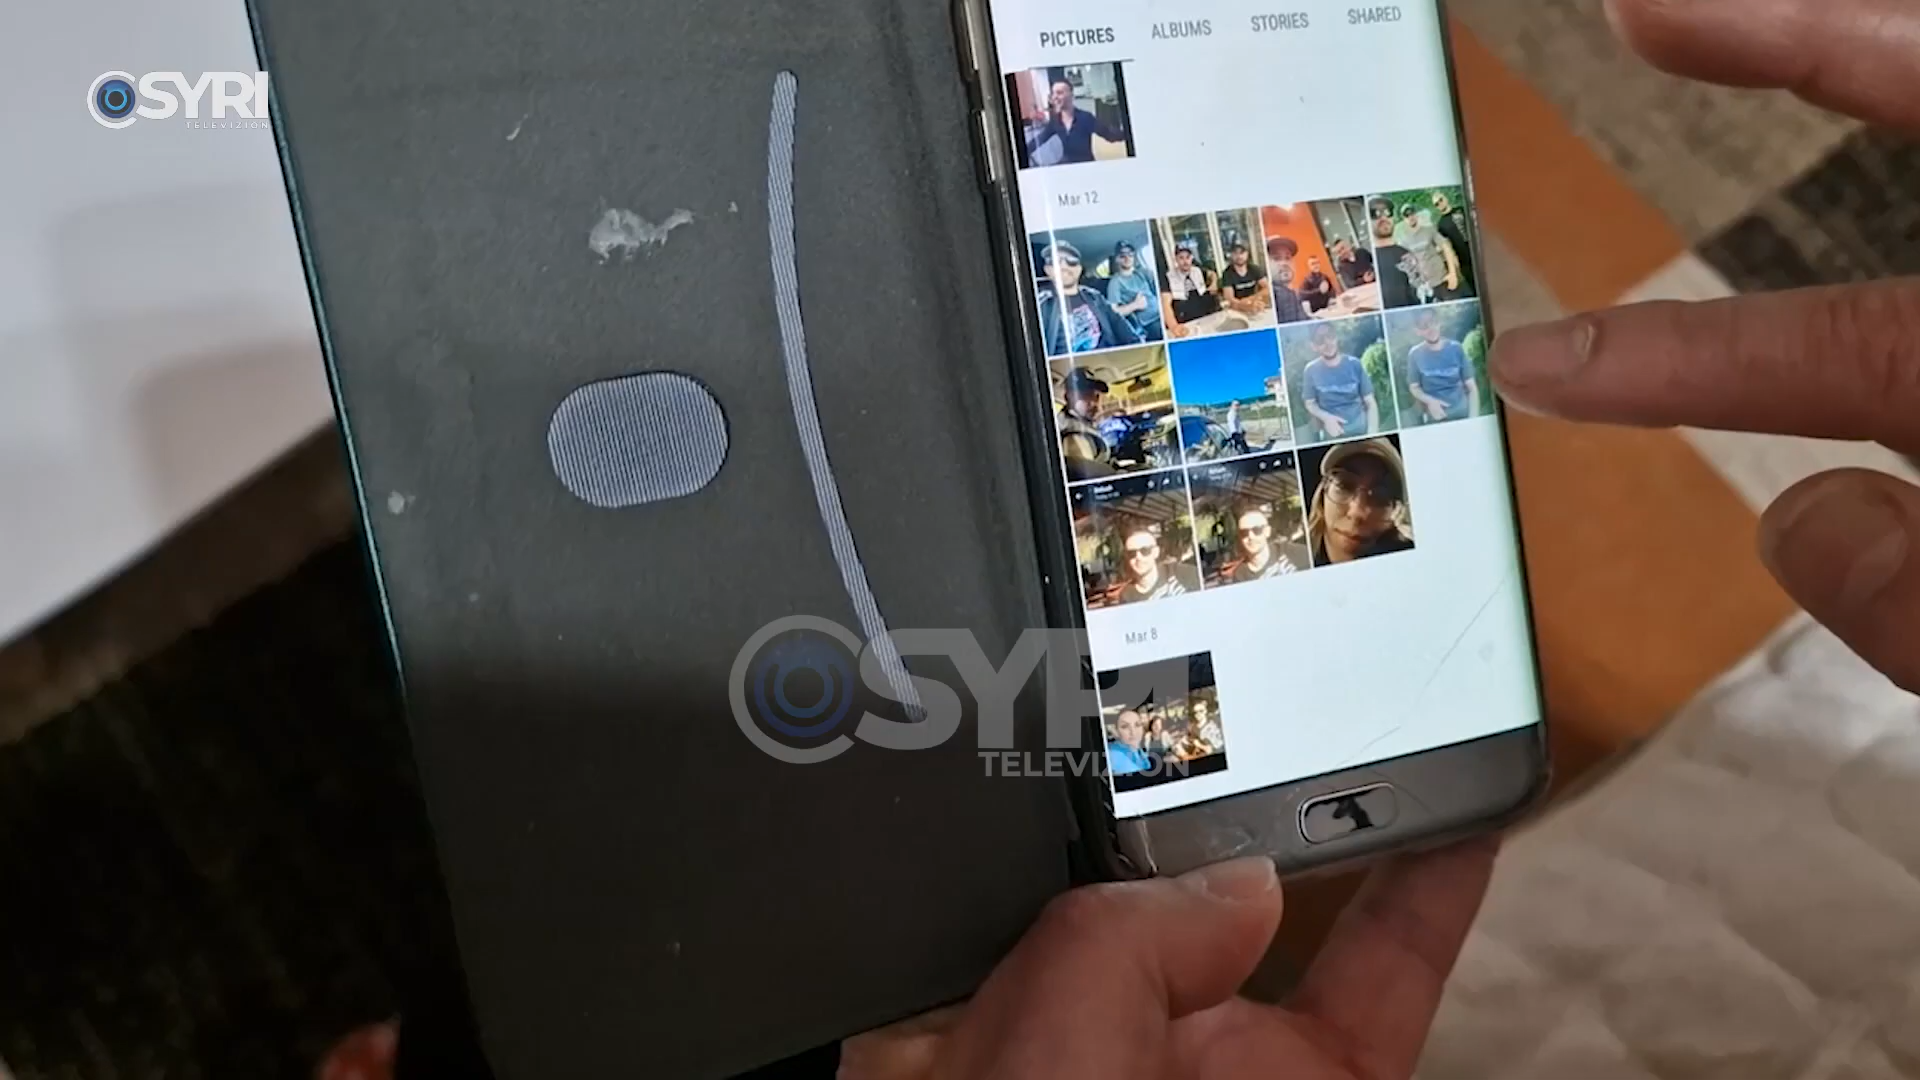 SYRI
TELEVIZION
PICTURES ALBUMS STORIES SHARED
Mar 12
Mar 8
SYRI
TELEVIZION